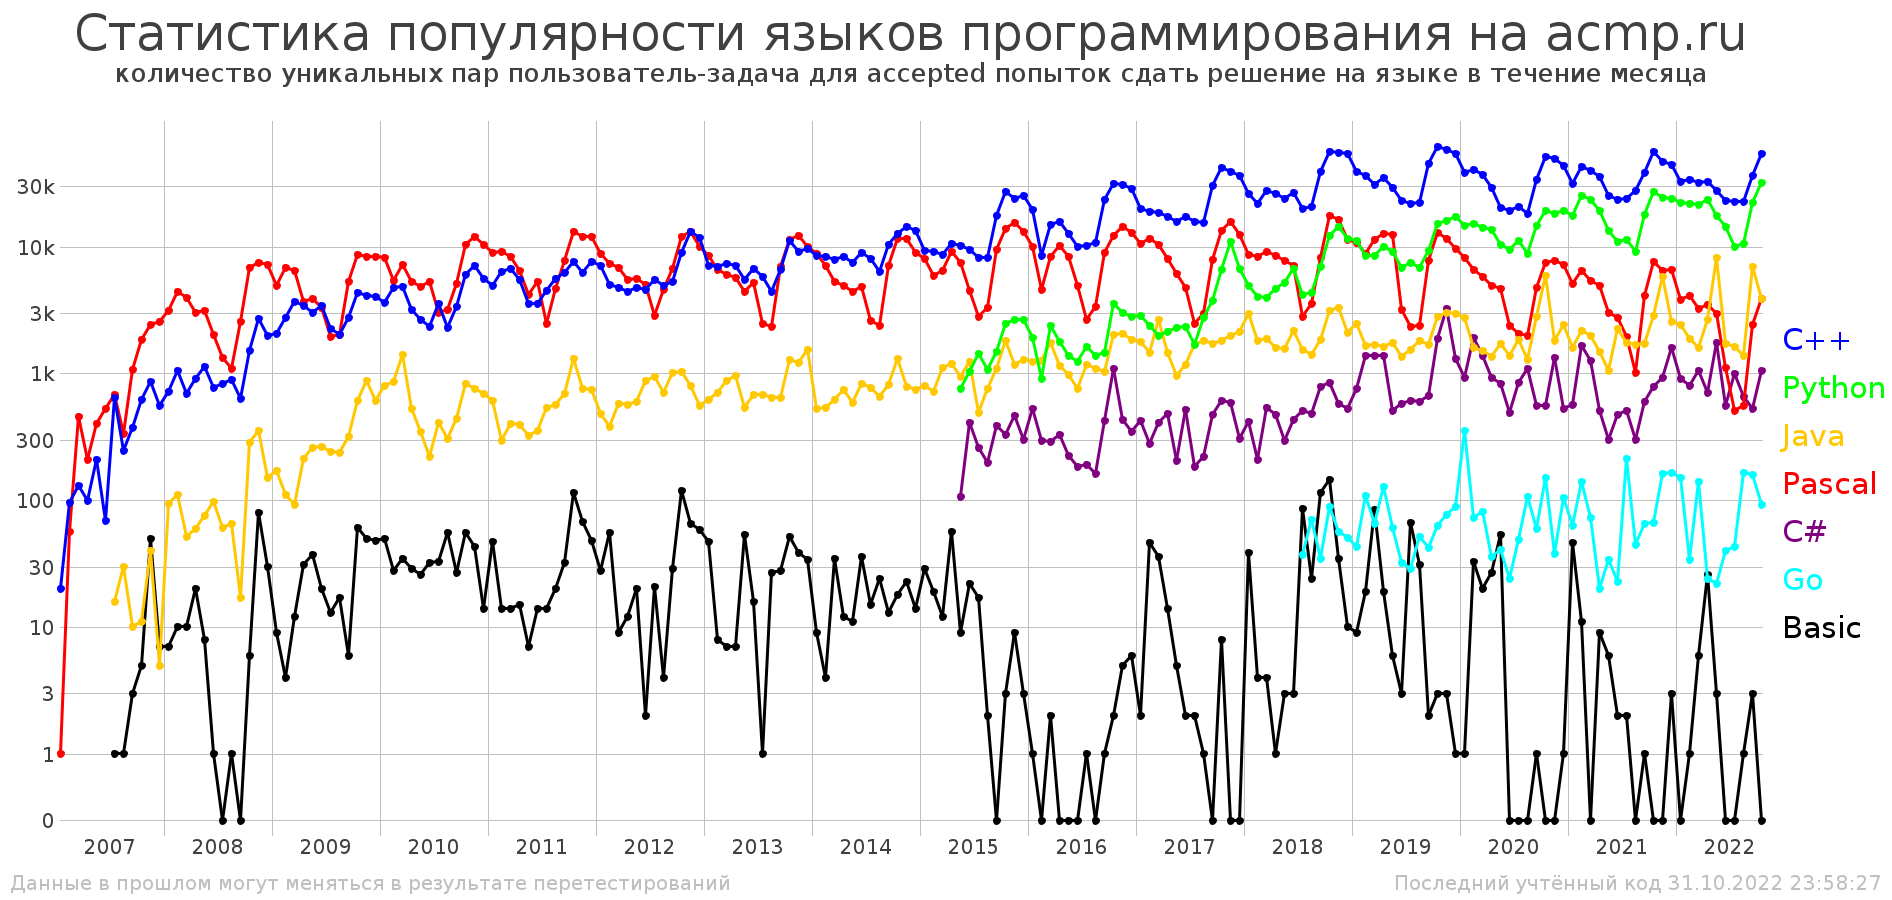 Статистика популярности языков программирования на acmp.ru
количество уникальных пар пользователь-задача для accepted попыток сдать решение на языке в течение месяца
30k
10k
3k
1k
300
100
30
10
3
1
0
C++
Python
Java
Pascal
C#
Go
Basic
2007 2008 2009 2010 2011 2012 2013 2014 2015 2016 2017 2018 2019 2020 2021 2022
Данные в прошлом могут меняться в результате перетестирований
Последний учтённый код 31.10.2022 23:58:27